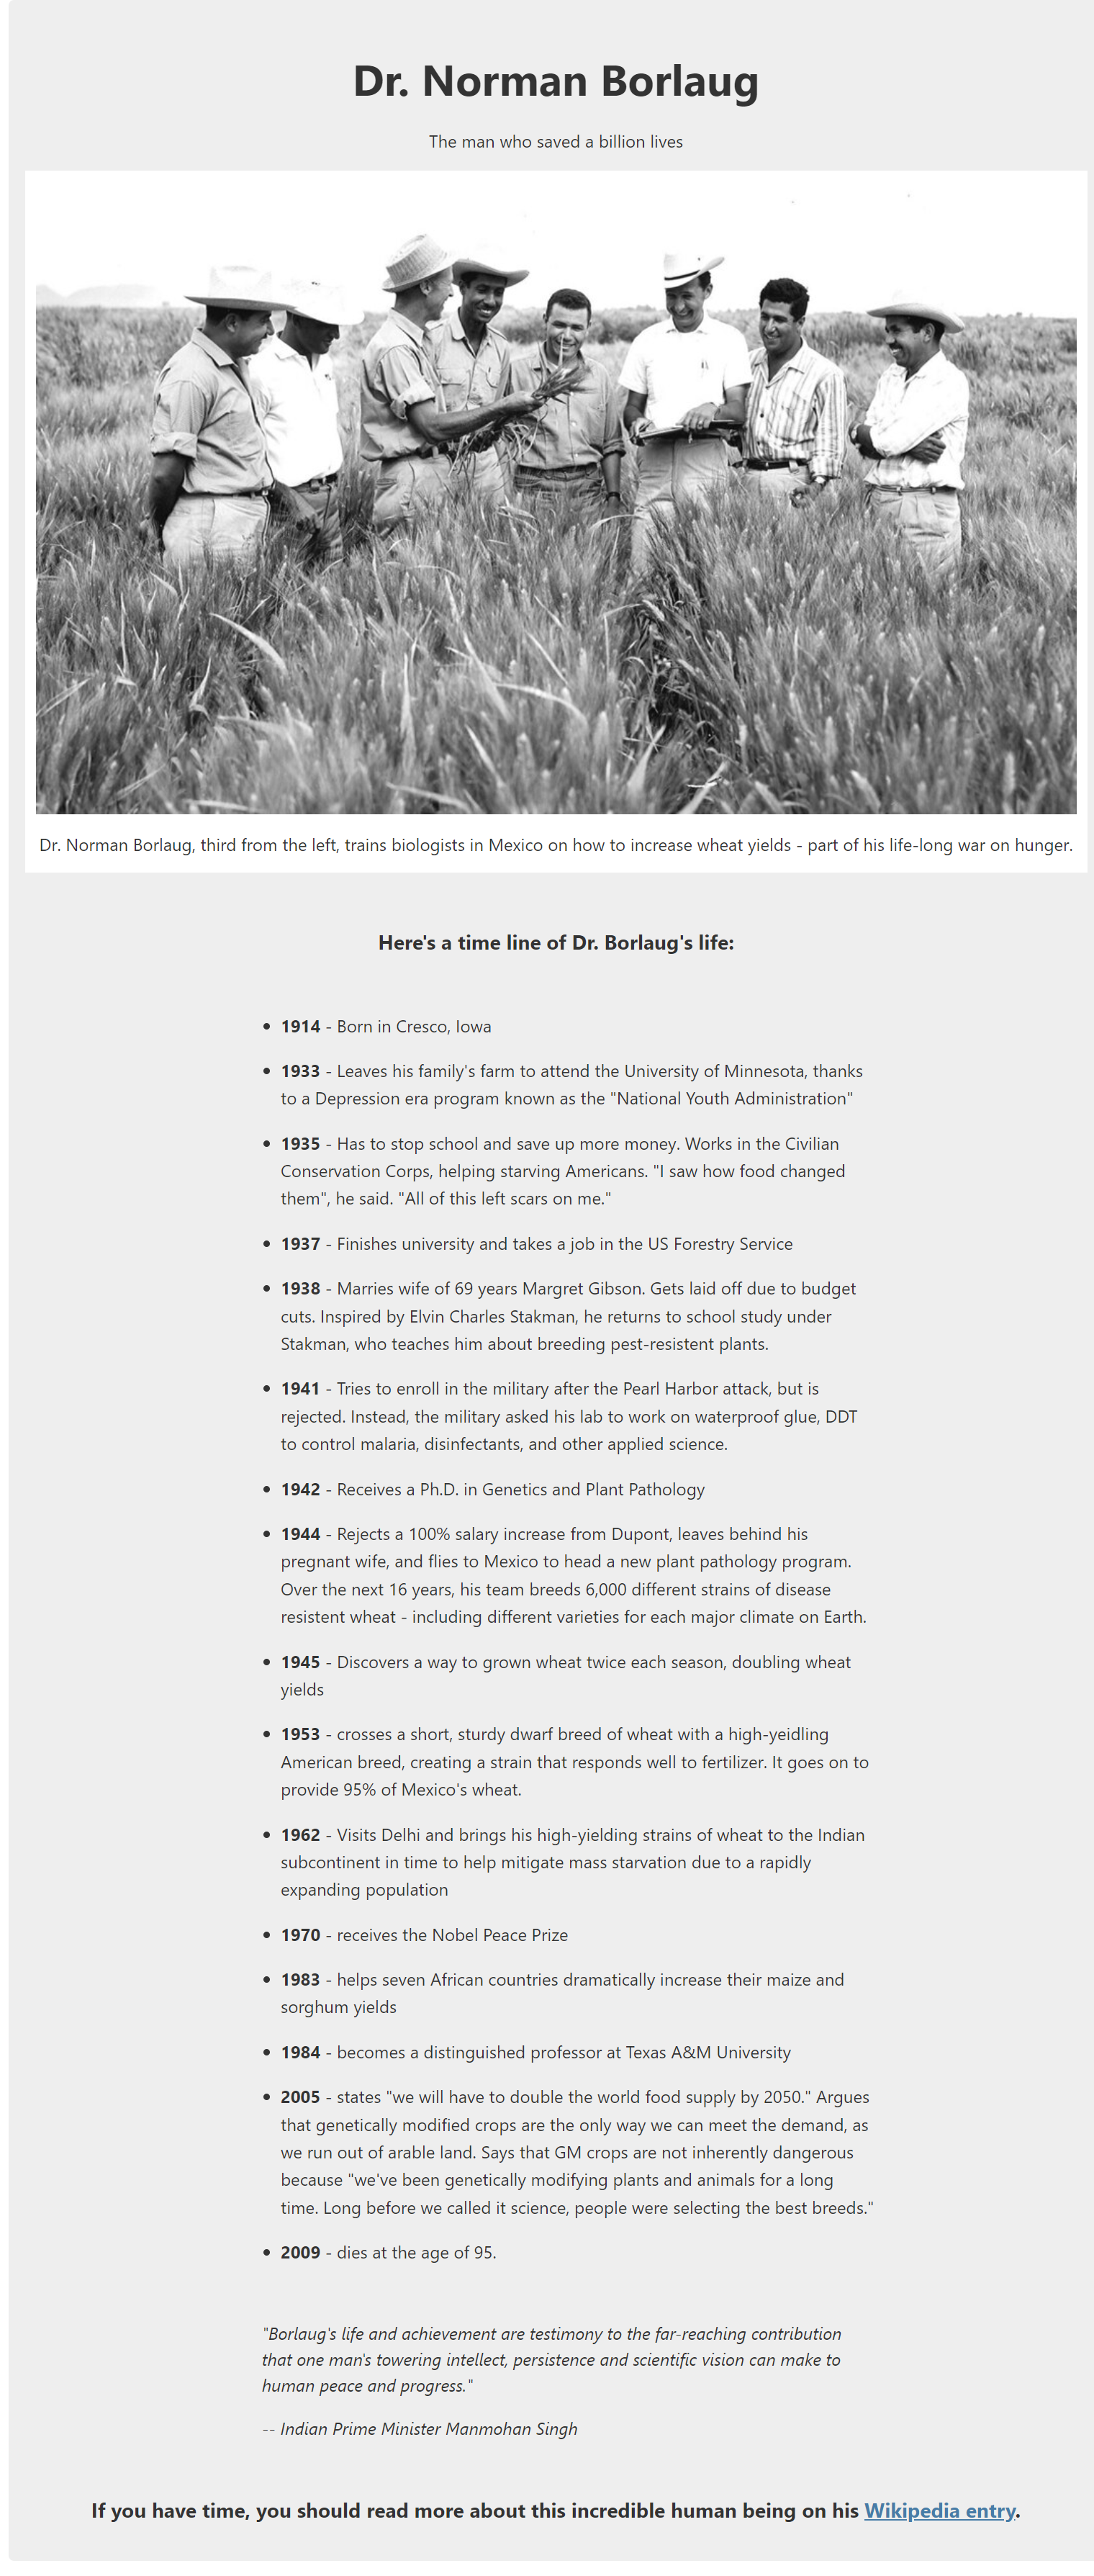 Dr. Norman Borlaug
The man who saved a billion lives
Dr. Norman Borlaug, third from the left, trains biologists in Mexico on how to increase wheat yields - part of his life-long war on hunger.
Here's a time line of Dr. Borlaug's life:
• 1914 - Born in Cresco, Iowa
• 1933 - Leaves his family's farm to attend the University of Minnesota, thanks
to a Depression era program known as the "National Youth Administration"
• 1935 - Has to stop school and save up more money. Works in the Civilian
Conservation Corps, helping starving Americans. "I saw how food changed
them", he said. "All of this left scars on me."
• 1937 - Finishes university and takes a job in the US Forestry Service
• 1938 - Marries wife of 69 years Margret Gibson. Gets laid off due to budget
cuts. Inspired by Elvin Charles Stakman, he returns to school study under
Stakman, who teaches him about breeding pest-resistent plants.
• 1941 - Tries to enroll in the military after the Pearl Harbor attack, but is
rejected. Instead, the military asked his lab to work on waterproof glue, DDT
to control malaria, disinfectants, and other applied science.
• 1942 - Receives a Ph.D. in Genetics and Plant Pathology
• 1944 - Rejects a 100% salary increase from Dupont, leaves behind his
pregnant wife, and flies to Mexico to head a new plant pathology program.
Over the next 16 years, his team breeds 6,000 different strains of disease
resistent wheat - including different varieties for each major climate on Earth.
• 1945 - Discovers a way to grown wheat twice each season, doubling wheat
yields
• 1953 - crosses a short, sturdy dwarf breed of wheat with a high-yeidling
American breed, creating a strain that responds well to fertilizer. It goes on to
provide 95% of Mexico's wheat.
• 1962 - Visits Delhi and brings his high-yielding strains of wheat to the Indian
subcontinent in time to help mitigate mass starvation due to a rapidly
expanding population
• 1970 - receives the Nobel Peace Prize
• 1983 - helps seven African countries dramatically increase their maize and
sorghum yields
• 1984 - becomes a distinguished professor at Texas A&M University
• 2005 - states "we will have to double the world food supply by 2050." Argues
that genetically modified crops are the only way we can meet the demand, as
we run out of arable land. Says that GM crops are not inherently dangerous
because "we've been genetically modifying plants and animals for a long
time. Long before we called it science, people were selecting the best breeds."
• 2009 - dies at the age of 95.
"Borlaug's life and achievement are testimony to the far-reaching contribution
that one man's towering intellect, persistence and scientific vision can make to
human peace and progress."
-- Indian Prime Minister Manmohan Singh
If you have time, you should read more about this incredible human being on his Wikipedia entry.